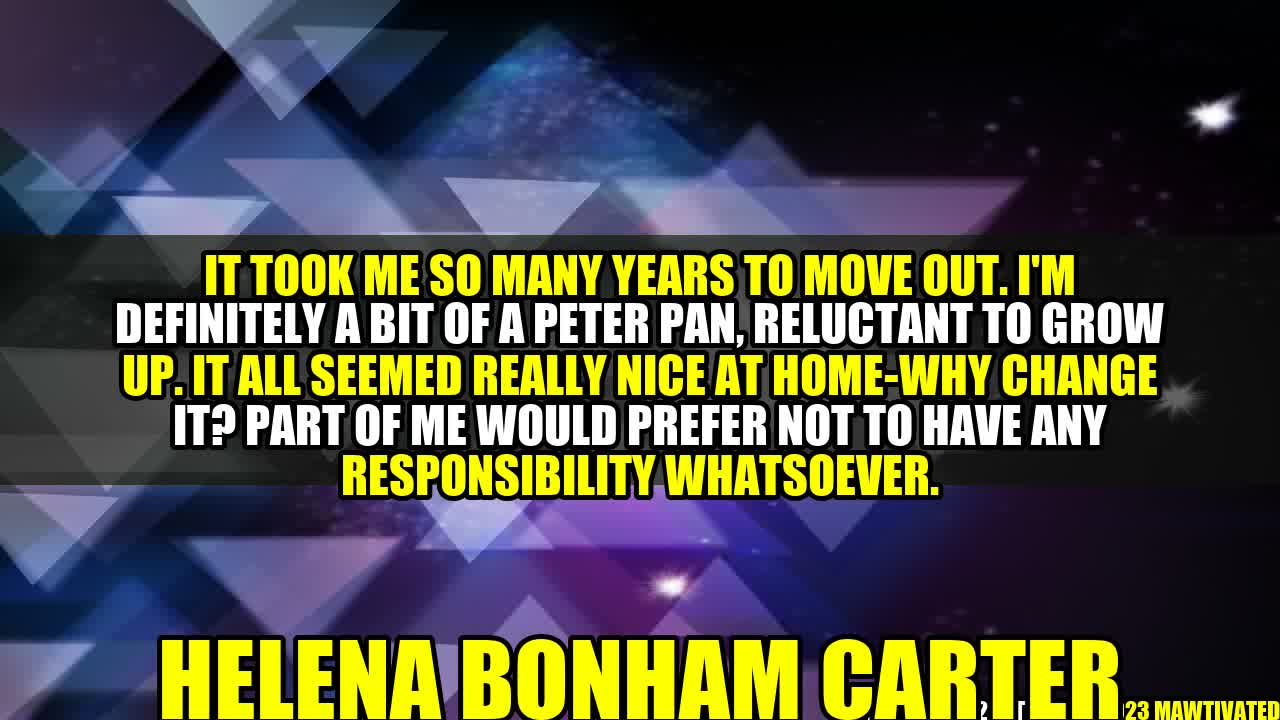 IT TOOK ME SO MANY YEARS TO MOVE OUT. I'M
DEFINITELY A BIT OF A PETER PAN, RELUCTANT TO GROW
UP. IT ALL SEEMED REALLY NICE AT HOME-WHY CHANGE
IT? PART OF ME WOULD PREFER NOT TO HAVE ANY
RESPONSIBILITY WHATSOEVER.
HELENA BONHAM CARTER
23 MAWTIVATED